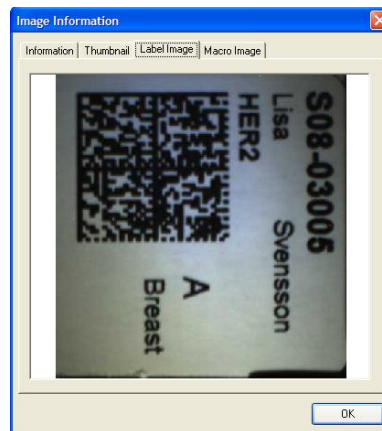 Image Information
Information Thumbnail Label Image Macro Image
S08-03005
Lisa Svensson
HER2
A
Breast
OK